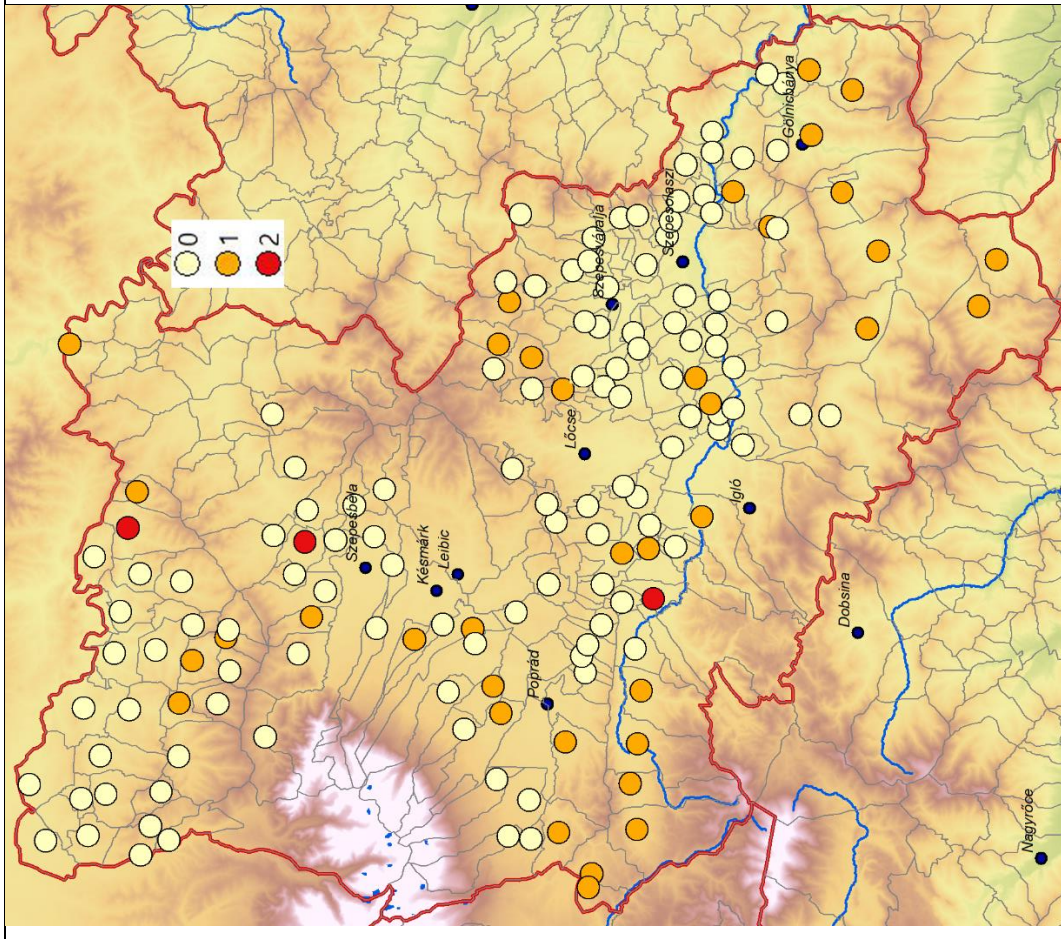 0
1
2
Szepesbéla
Késmárk
Leibic
Poprád
Lőcse
Szepesváralja
Szepesolaszi
Igló
Gölnicbánya
Dobsina
Nagyrőce